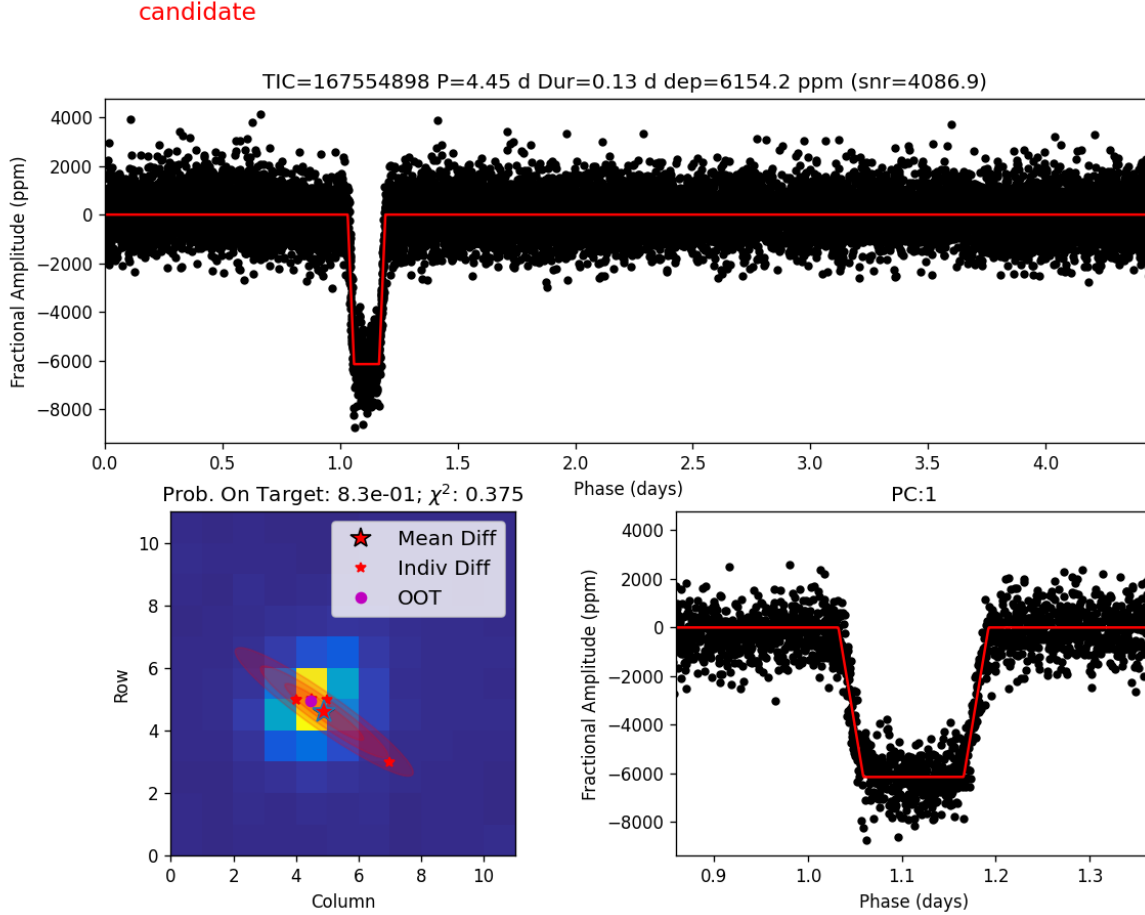 candidate
TIC=167554898 P=4.45 d Dur=0.13 d dep=6154.2 ppm (snr=4086.9)
Fractional Amplitude (ppm)
4000
2000
0
−2000
−4000
−6000
−8000
0.0 0.5 1.0 1.5 2.0 2.5 3.0 3.5 4.0
Phase (days)
Prob. On Target: 8.3e-01; χ²: 0.375
Mean Diff
Indiv Diff
OOT
Row
10
8
6
4
2
0
0 2 4 6 8 10
Column
PC:1
Fractional Amplitude (ppm)
4000
2000
0
−2000
−4000
−6000
−8000
0.9 1.0 1.1 1.2 1.3
Phase (days)